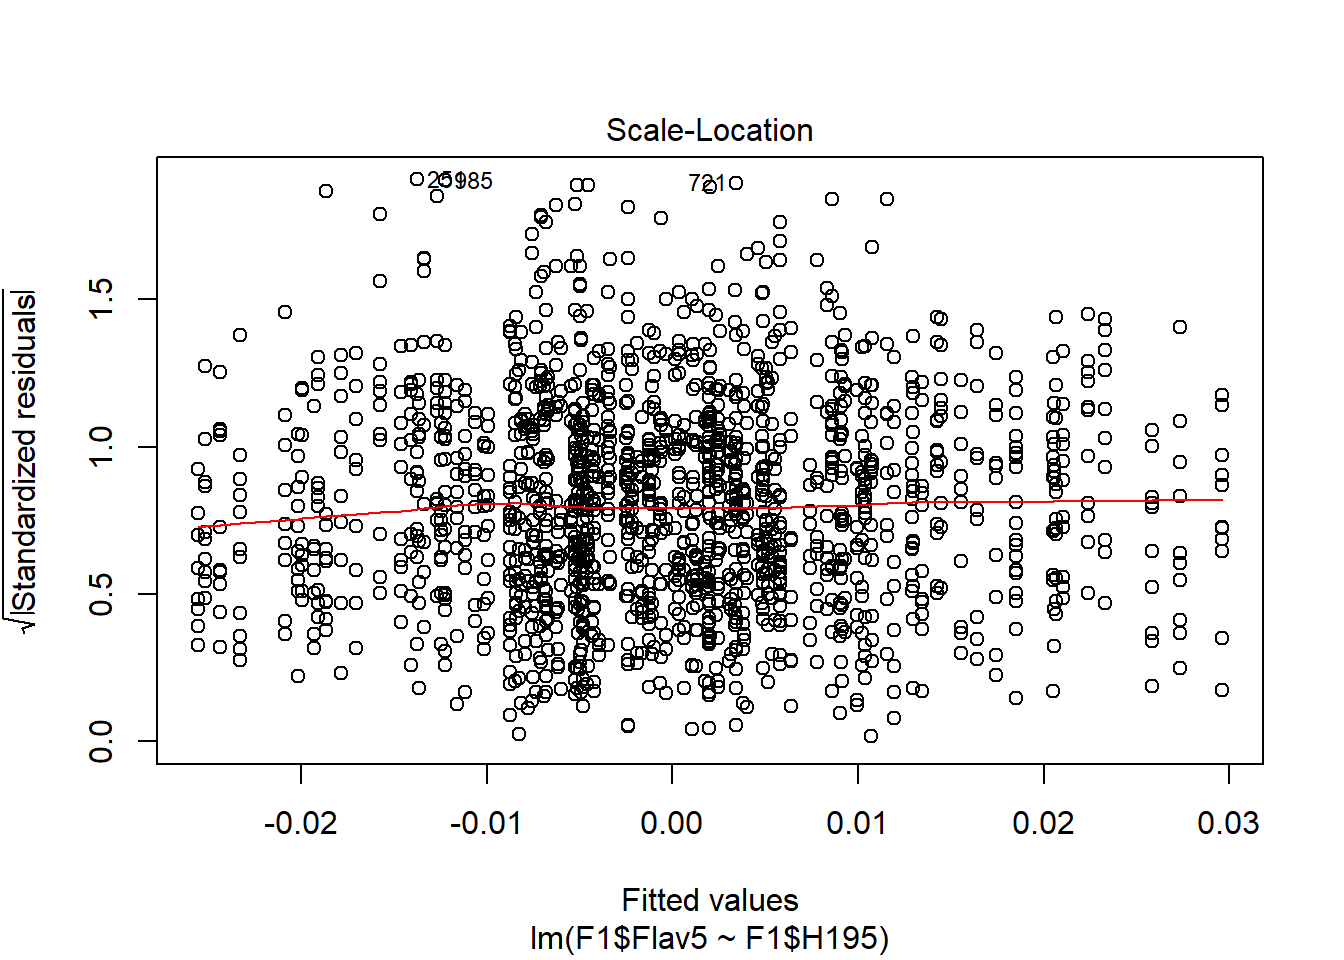 Scale-Location
721
√|Standardized residuals|
0.0
0.5
1.0
1.5
-0.02
-0.01
0.00
0.01
0.02
0.03
Fitted values
lm(F1$Flav5 ~ F1$H195)